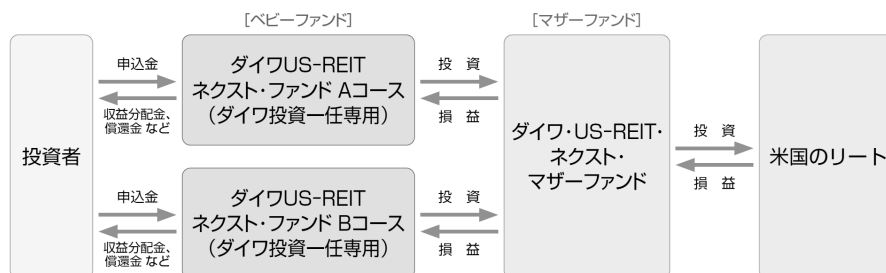 [ベビーファンド]
[マザーファンド]
投資者
申込金
収益分配金、
償還金 など
ダイワUS-REIT
ネクスト・ファンド Aコース
(ダイワ投資一任専用)
投 資
損 益
申込金
収益分配金、
償還金 など
ダイワUS-REIT
ネクスト・ファンド Bコース
(ダイワ投資一任専用)
投 資
損 益
ダイワ・US-REIT・
ネクスト・
マザーファンド
投 資
損 益
米国のリート